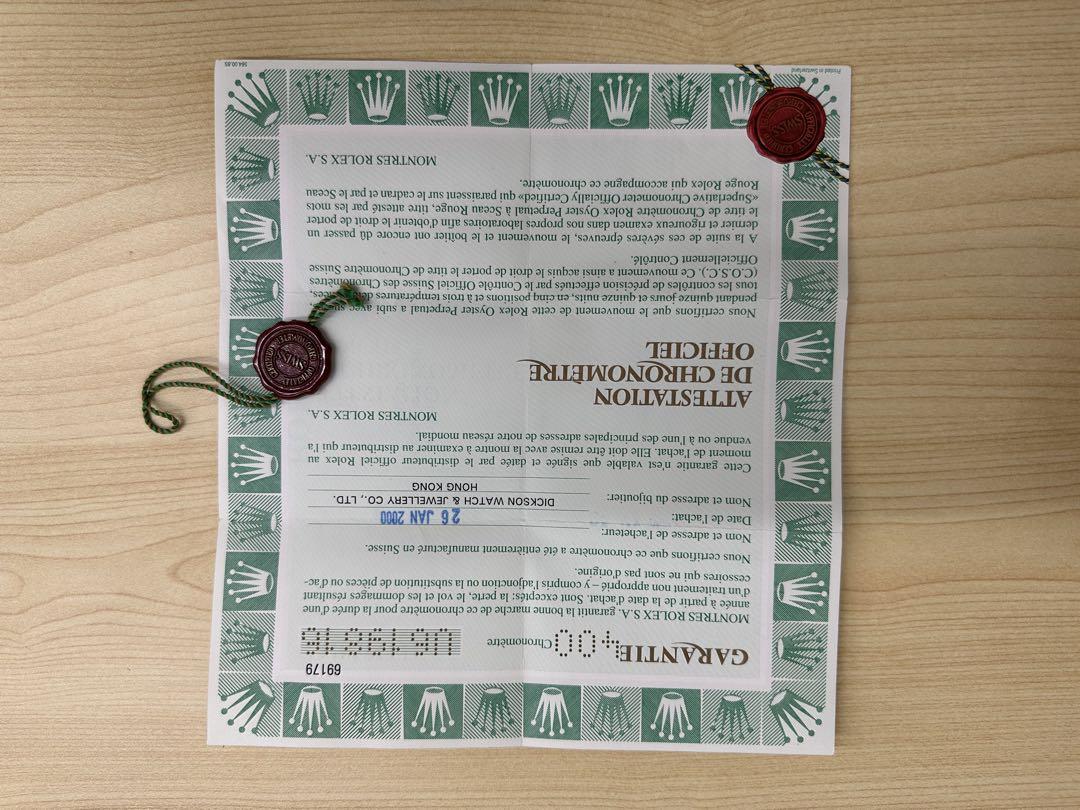 69179
GARANTIE
400
Chronomètre
MONTRES ROLEX S.A. garantit la bonne marche de ce chronomètre pour la durée d'une
année à partir de la date d'achat. Sont exceptés: la perte, le vol et les dommages résultant
d'un traitement non approprié – y compris l'adjonction ou la substitution de pièces ou d'ac-
cessoires qui ne sont pas d'origine.
Nous certifions que ce chronomètre a été entièrement manufacturé en Suisse.
Nom et adresse de l'acheteur:
Date de l'achat:
26 JAN 2000
Nom et adresse du bijoutier:
DICKSON WATCH & JEWELLERY CO., LTD.
HONG KONG
Cette garantie n'est valable que signée et datée par le distributeur officiel Rolex au
moment de l'achat. Elle doit être remise avec la montre à examiner au distributeur qui l'a
vendue ou à l'une des principales adresses de notre réseau mondial.
MONTRES ROLEX S.A.
ATTESTATION
DE CHRONOMÈTRE
OFFICIEL
Nous certifions que le mouvement de cette Rolex Oyster Perpetual a subi avec
pendant quinze jours et quinze nuits, en cinq positions et à trois températures
tous les contrôles de précision effectués par le Contrôle Officiel Suisse des Chronomètres
(C.O.S.C.). Ce mouvement a ainsi acquis le droit de porter le titre de Chronomètre Suisse
Officiellement Contrôlé.
A la suite de ces sévères épreuves, le mouvement et le boîtier ont encore dû passer un
dernier et rigoureux examen dans nos propres laboratoires afin d'obtenir le droit de porter
le titre de Chronomètre Rolex Oyster Perpetual à Sceau Rouge, titre attesté par les mots
«Superlative Chronometer Officially Certified» qui paraissent sur le cadran et par le Sceau
Rouge Rolex qui accompagne ce chronomètre.
MONTRES ROLEX S.A.
Printed in Switzerland
564.00.85
SWISS
SWISS